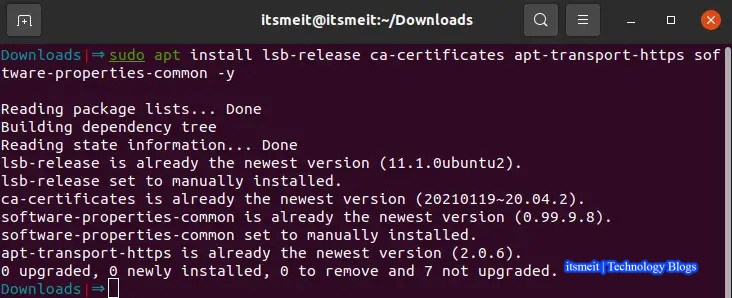 itsmeit@itsmeit:~/Downloads
Downloads|⇒ sudo apt install lsb-release ca-certificates apt-transport-https sof
tware-properties-common -y
Reading package lists... Done
Building dependency tree
Reading state information... Done
lsb-release is already the newest version (11.1.0ubuntu2).
lsb-release set to manually installed.
ca-certificates is already the newest version (20210119~20.04.2).
software-properties-common is already the newest version (0.99.9.8).
software-properties-common set to manually installed.
apt-transport-https is already the newest version (2.0.6).
0 upgraded, 0 newly installed, 0 to remove and 7 not upgraded.
itsmeit | Technology Blogs
Downloads|⇒